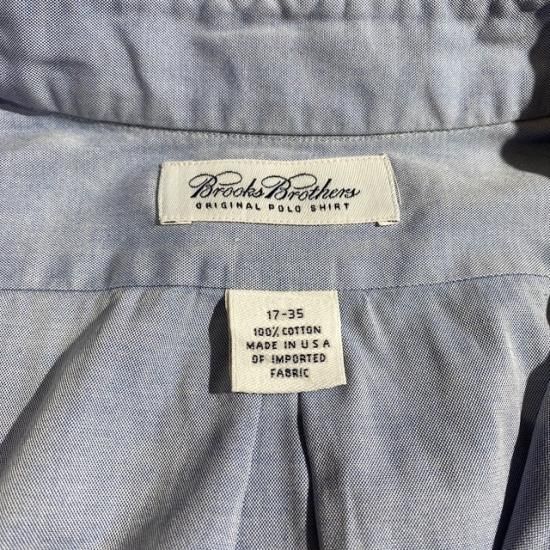 Brooks Brothers
ORIGINAL POLO SHIRT
17-35
100% COTTON
MADE IN U S A
OF IMPORTED
FABRIC